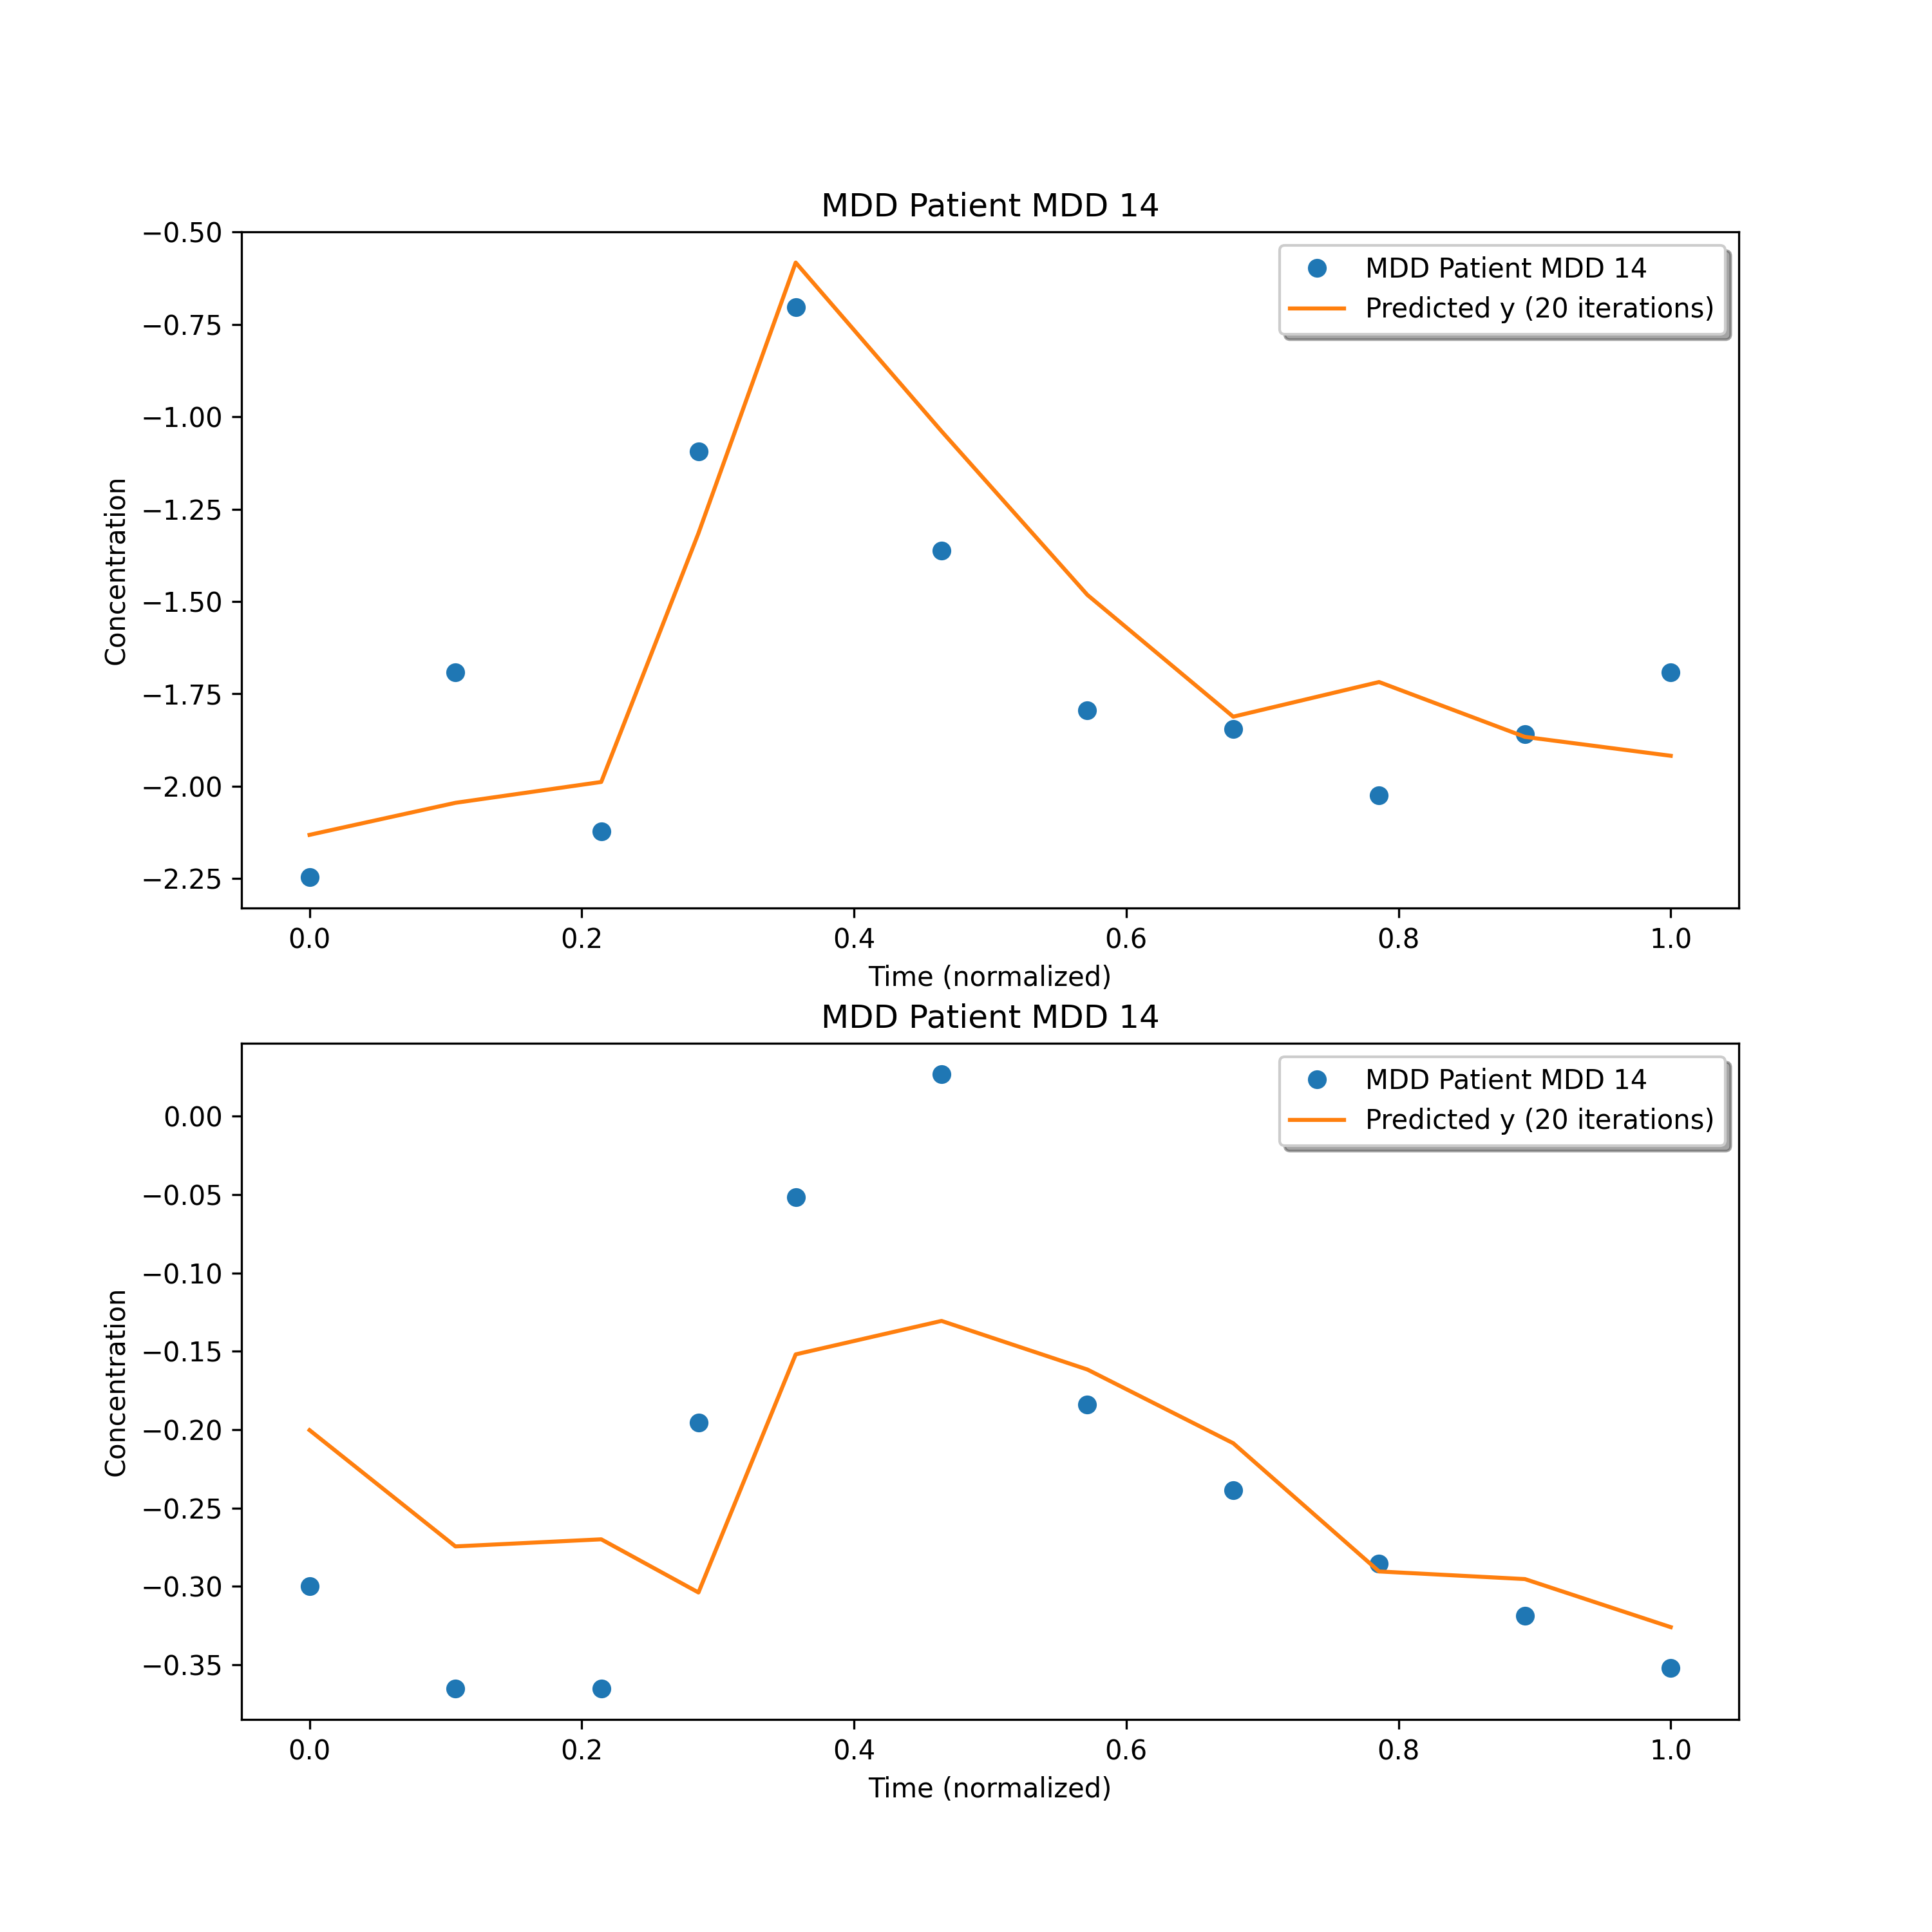 MDD Patient MDD 14
−0.50
−0.75
−1.00
−1.25
−1.50
−1.75
−2.00
−2.25
Concentration
MDD Patient MDD 14
Predicted y (20 iterations)
0.0 0.2 0.4 0.6 0.8 1.0
Time (normalized)
MDD Patient MDD 14
0.00
−0.05
−0.10
−0.15
−0.20
−0.25
−0.30
−0.35
Concentration
MDD Patient MDD 14
Predicted y (20 iterations)
0.0 0.2 0.4 0.6 0.8 1.0
Time (normalized)